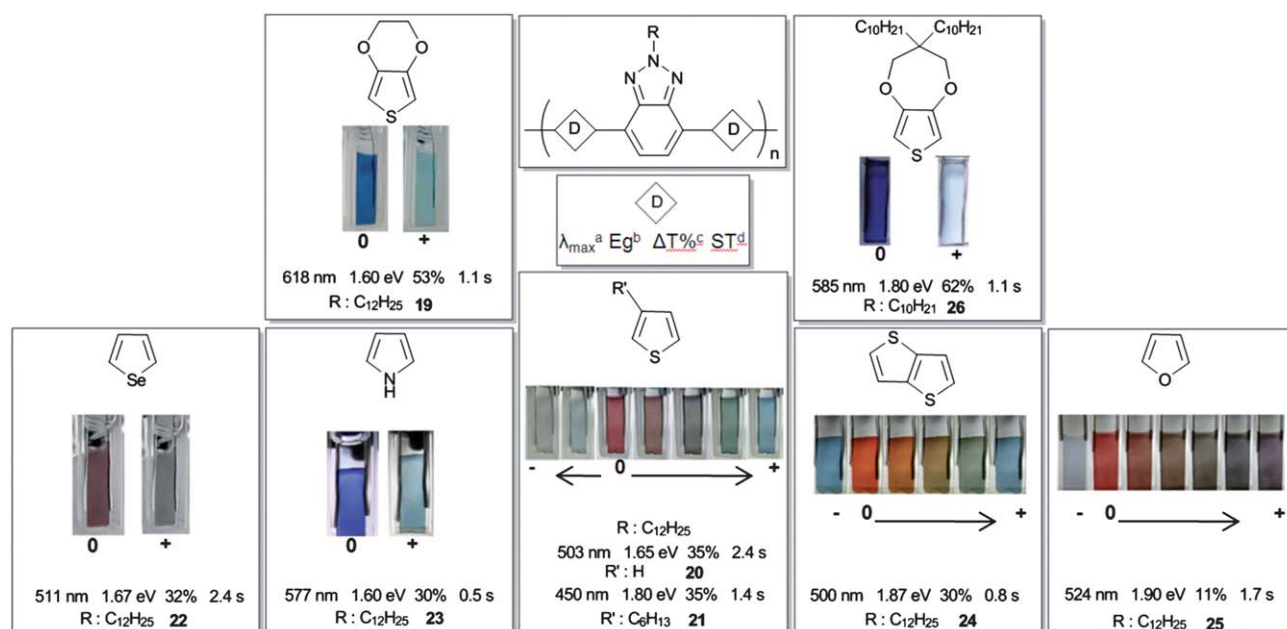 O O
S
0 +
618 nm 1.60 eV 53% 1.1 s
R : C₁₂H₂₅ 19
R
N
N N
D D
n
D
λmaxᵃ Egᵇ ΔT%ᶜ STᵈ
C₁₀H₂₁ C₁₀H₂₁
O O
S
0 +
585 nm 1.80 eV 62% 1.1 s
R : C₁₀H₂₁ 26
Se
0 +
511 nm 1.67 eV 32% 2.4 s
R : C₁₂H₂₅ 22
N
H
0 +
577 nm 1.60 eV 30% 0.5 s
R : C₁₂H₂₅ 23
R'
S
- 0 +
R : C₁₂H₂₅
503 nm 1.65 eV 35% 2.4 s
R' : H 20
450 nm 1.80 eV 35% 1.4 s
R' : C₆H₁₃ 21
S
S
- 0 +
500 nm 1.87 eV 30% 0.8 s
R : C₁₂H₂₅ 24
O
- 0 +
524 nm 1.90 eV 11% 1.7 s
R : C₁₂H₂₅ 25